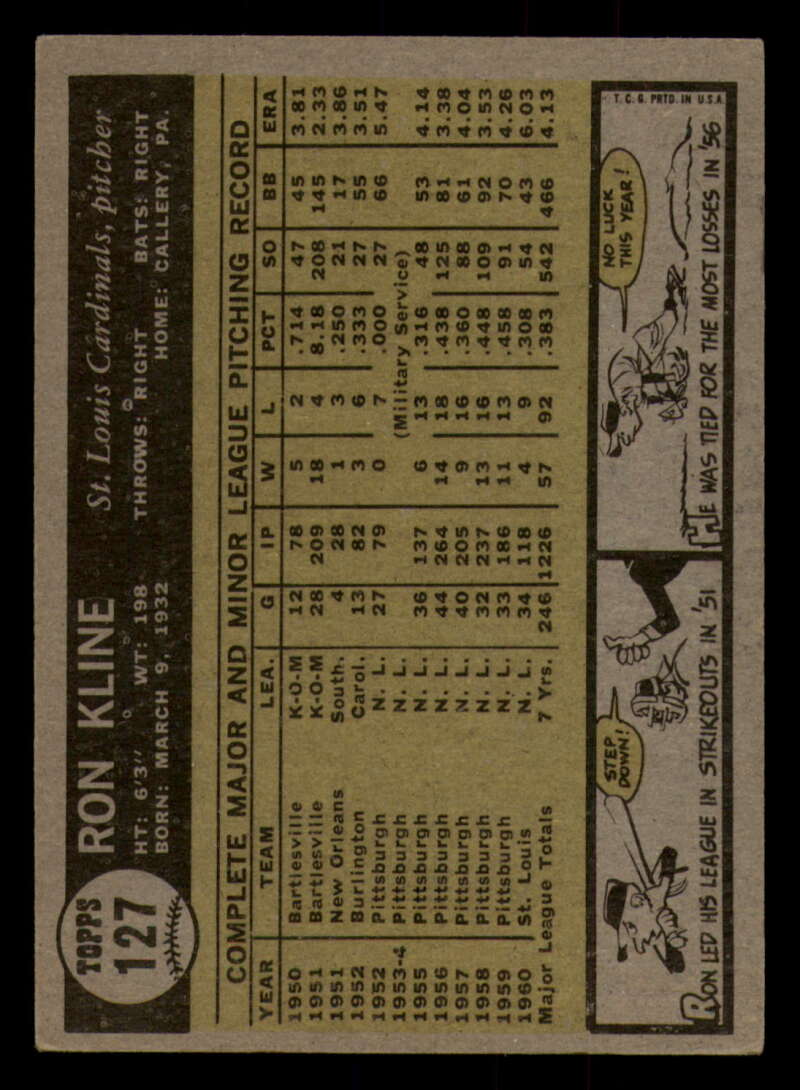 TOPPS
127
RON KLINE
St. Louis Cardinals, pitcher
HT: 6'3" WT: 198 THROWS: RIGHT BATS: RIGHT
BORN: MARCH 9, 1932 HOME: CALLERY, PA.
COMPLETE MAJOR AND MINOR LEAGUE PITCHING RECORD
YEAR TEAM LEA. G IP W L PCT SO BB ERA
1950 Bartlesville K-O-M 12 78 5 2 .714 47 45 3.81
1951 Bartlesville K-O-M 28 209 18 4 8.18 208 145 2.33
1951 New Orleans South. 4 28 1 3 .250 21 17 3.86
1952 Burlington Carol. 13 82 3 6 .333 27 55 3.51
1952 Pittsburgh N. L. 27 79 0 7 .000 27 66 5.47
1953-4 Pittsburgh N. L. (Military Service)
1955 Pittsburgh N. L. 36 137 6 13 .316 48 53 4.14
1956 Pittsburgh N. L. 44 264 14 18 .438 125 81 3.38
1957 Pittsburgh N. L. 40 205 9 16 .360 88 61 4.04
1958 Pittsburgh N. L. 32 237 13 16 .448 109 92 3.53
1959 Pittsburgh N. L. 33 186 11 13 .458 91 70 4.26
1960 St. Louis N. L. 34 118 4 9 .308 54 43 6.03
Major League Totals 7 Yrs. 246 1226 57 92 .383 542 466 4.13
STEP
DOWN!
RON LED HIS LEAGUE IN STRIKEOUTS IN '51
T. C. G. PRTD. IN U.S.A.
NO LUCK
THIS YEAR!
HE WAS TIED FOR THE MOST LOSSES IN '56